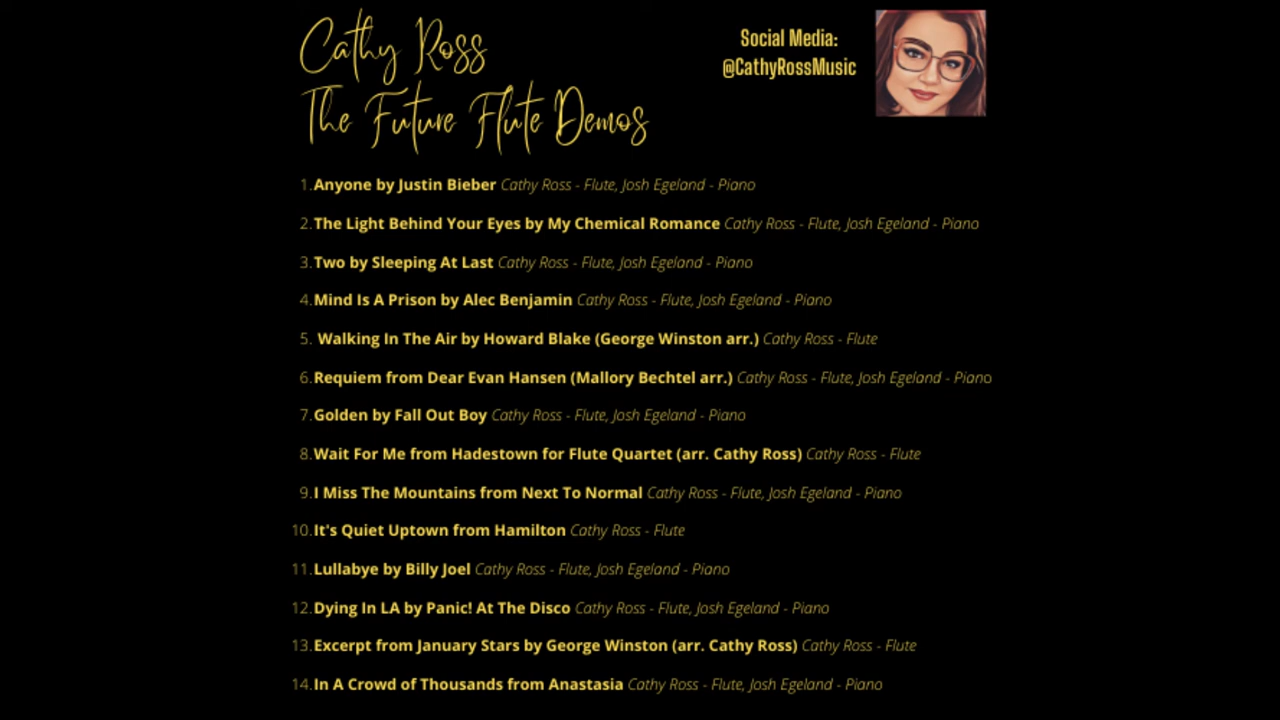 Cathy Ross
The Future Flute Demos
Social Media:
@CathyRossMusic
1. Anyone by Justin Bieber Cathy Ross - Flute, Josh Egeland - Piano
2. The Light Behind Your Eyes by My Chemical Romance Cathy Ross - Flute, Josh Egeland - Piano
3. Two by Sleeping At Last Cathy Ross - Flute, Josh Egeland - Piano
4. Mind Is A Prison by Alec Benjamin Cathy Ross - Flute, Josh Egeland - Piano
5. Walking In The Air by Howard Blake (George Winston arr.) Cathy Ross - Flute
6. Requiem from Dear Evan Hansen (Mallory Bechtel arr.) Cathy Ross - Flute, Josh Egeland - Piano
7. Golden by Fall Out Boy Cathy Ross - Flute, Josh Egeland - Piano
8. Wait For Me from Hadestown for Flute Quartet (arr. Cathy Ross) Cathy Ross - Flute
9. I Miss The Mountains from Next To Normal Cathy Ross - Flute, Josh Egeland - Piano
10. It's Quiet Uptown from Hamilton Cathy Ross - Flute
11. Lullabye by Billy Joel Cathy Ross - Flute, Josh Egeland - Piano
12. Dying In LA by Panic! At The Disco Cathy Ross - Flute, Josh Egeland - Piano
13. Excerpt from January Stars by George Winston (arr. Cathy Ross) Cathy Ross - Flute
14. In A Crowd of Thousands from Anastasia Cathy Ross - Flute, Josh Egeland - Piano